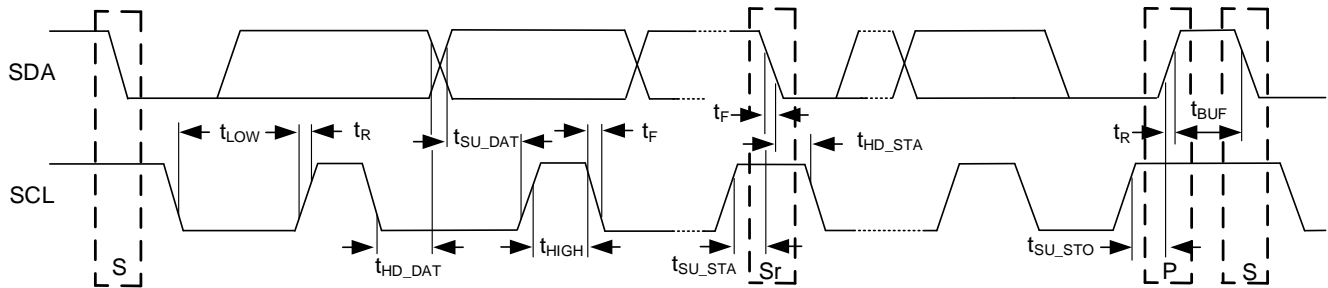 SDA
t_LOW
t_R
t_SU_DAT
t_F
t_F
t_HD_STA
t_R
t_BUF
SCL
t_HD_DAT
t_HIGH
t_SU_STA
t_SU_STO
S
Sr
P
S